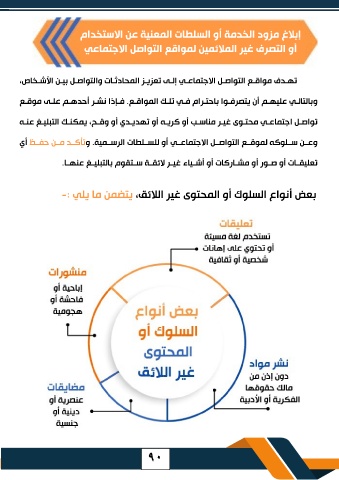 إبلاغ مزود الخدمة أو السلطات المعنية عن الاستخدام
أو التصرف غير الملائمين لمواقع التواصل الاجتماعي
تهدف مواقع التواصل الاجتماعي إلى تعزيز المحادثات والتواصل بين الأشخاص،
وبالتالي عليهم أن يتصرفوا باحترام في تلك المواقع. فإذا نشر أحدهم على موقع
تواصل اجتماعي محتوى غير مناسب أو كريه أو تهديدي أو وقح، يمكنك التبليغ عنه
وعن سلوكه لموقع التواصل الاجتماعي أو للسلطات الرسمية. وتأكد من حفظ أي
تعليقات أو صور أو مشاركات أو أشياء غير لائقة ستقوم بالتبليغ عنها.
بعض أنواع السلوك أو المحتوى غير اللائق، يتضمن ما يلي :-
تعليقات
تستخدم لغة مسيئة
أو تحتوي على إهانات
شخصية أو ثقافية
منشورات
إباحية أو
فاحشة أو
هجومية
بعض أنواع
السلوك أو
المحتوى
غير اللائق
نشر مواد
دون إذن من
مالك حقوقها
الفكرية أو الأدبية
مضايقات
عنصرية أو
دينية أو
جنسية
٩٠